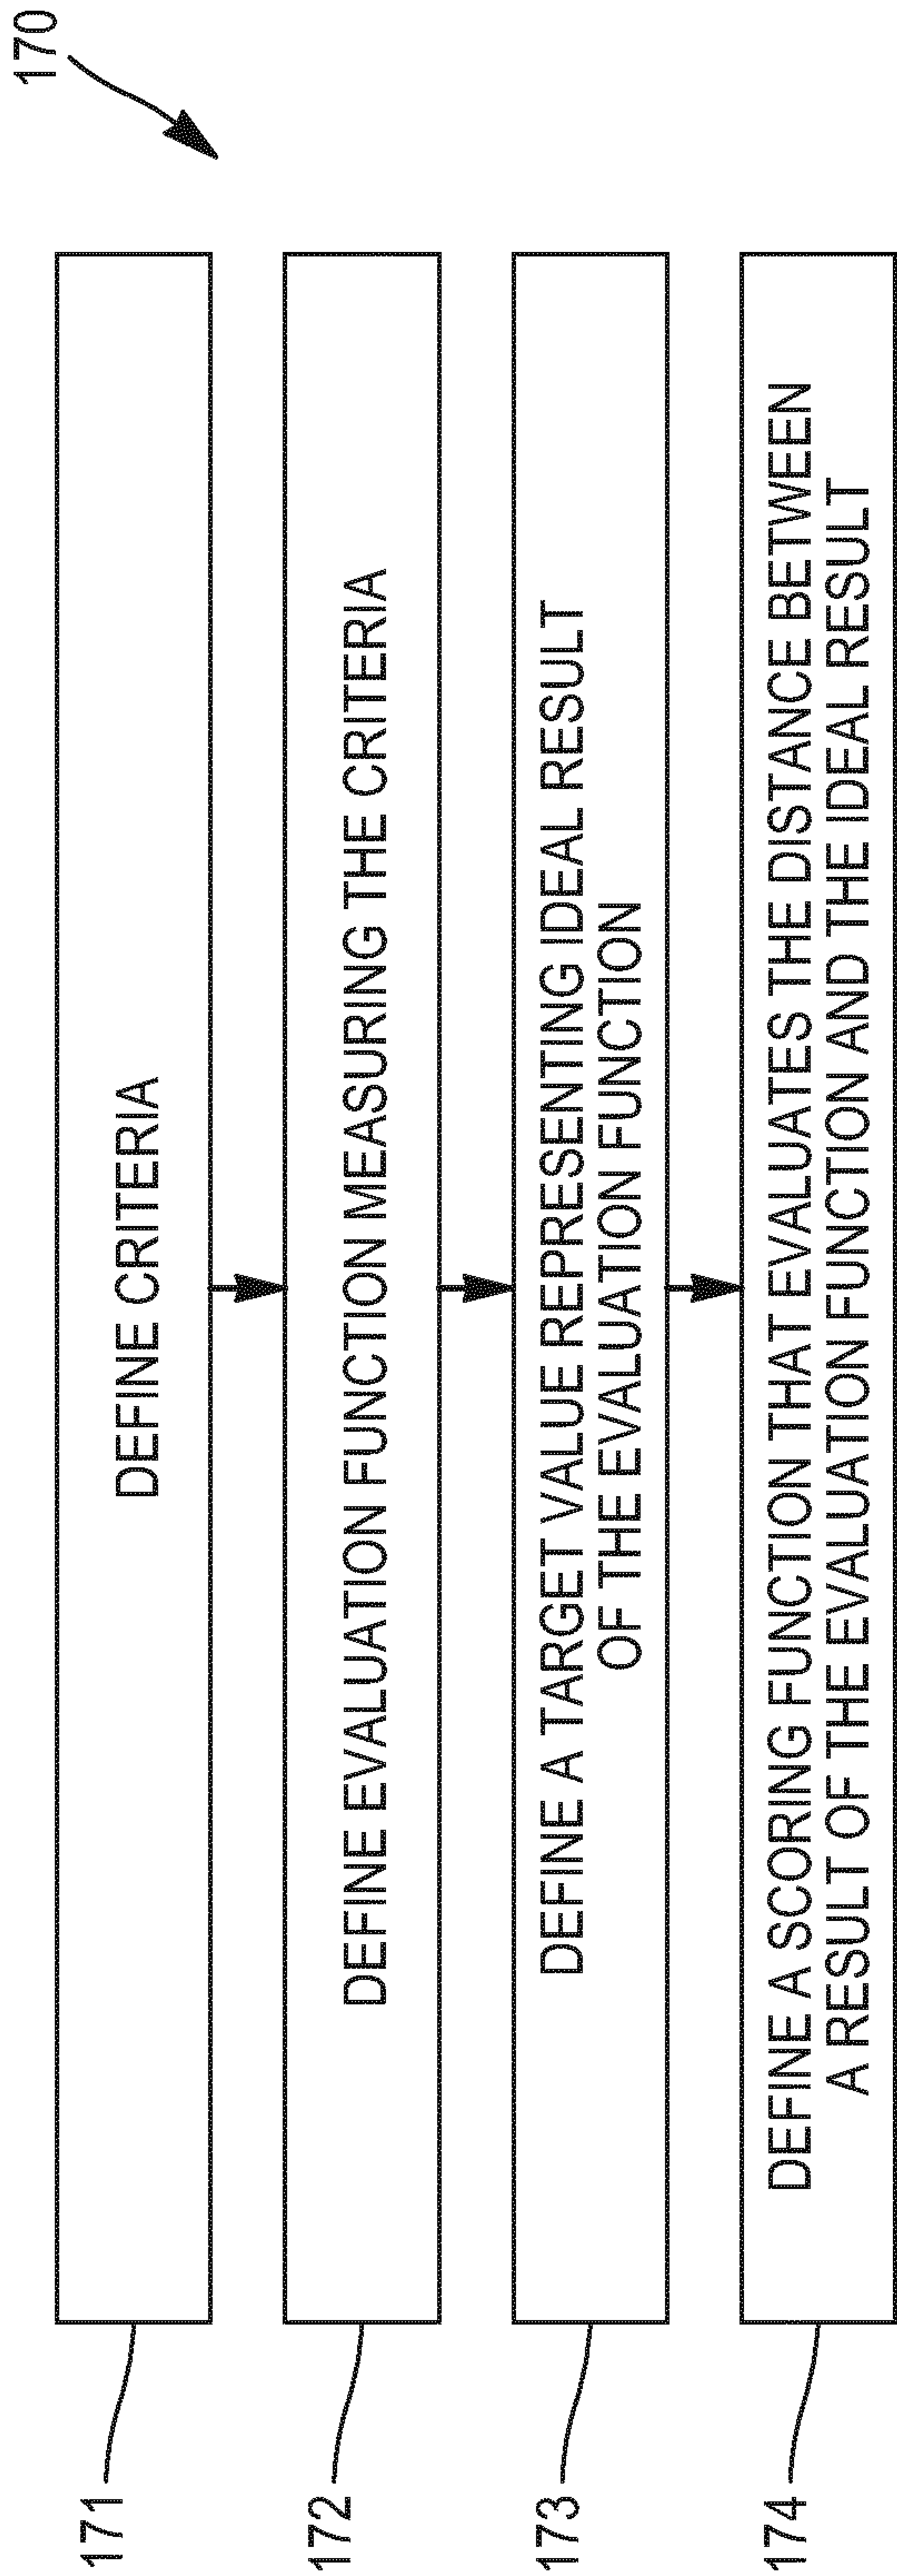 170
171
DEFINE CRITERIA
172
DEFINE EVALUATION FUNCTION MEASURING THE CRITERIA
173
DEFINE A TARGET VALUE REPRESENTING IDEAL RESULT
OF THE EVALUATION FUNCTION
174
DEFINE A SCORING FUNCTION THAT EVALUATES THE DISTANCE BETWEEN
A RESULT OF THE EVALUATION FUNCTION AND THE IDEAL RESULT